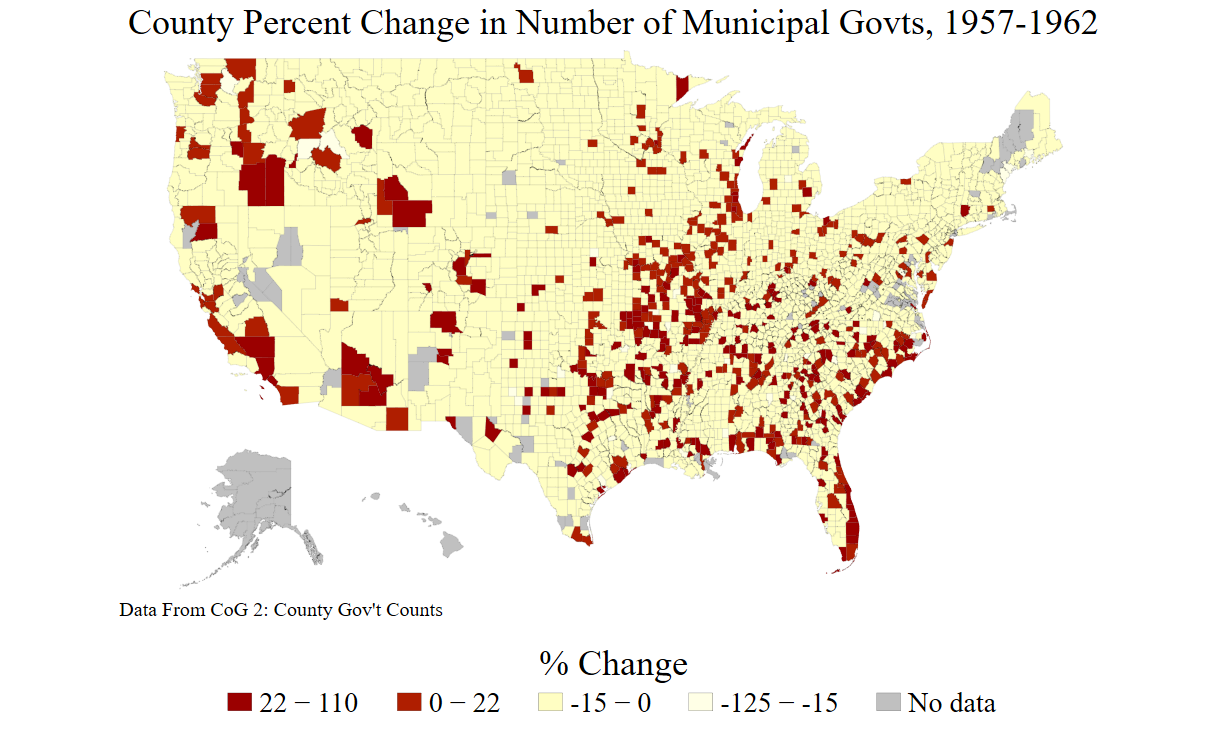 County Percent Change in Number of Municipal Govts, 1957-1962
Data From CoG 2: County Gov't Counts
% Change
22 − 110 0 − 22 -15 − 0 -125 − -15 No data